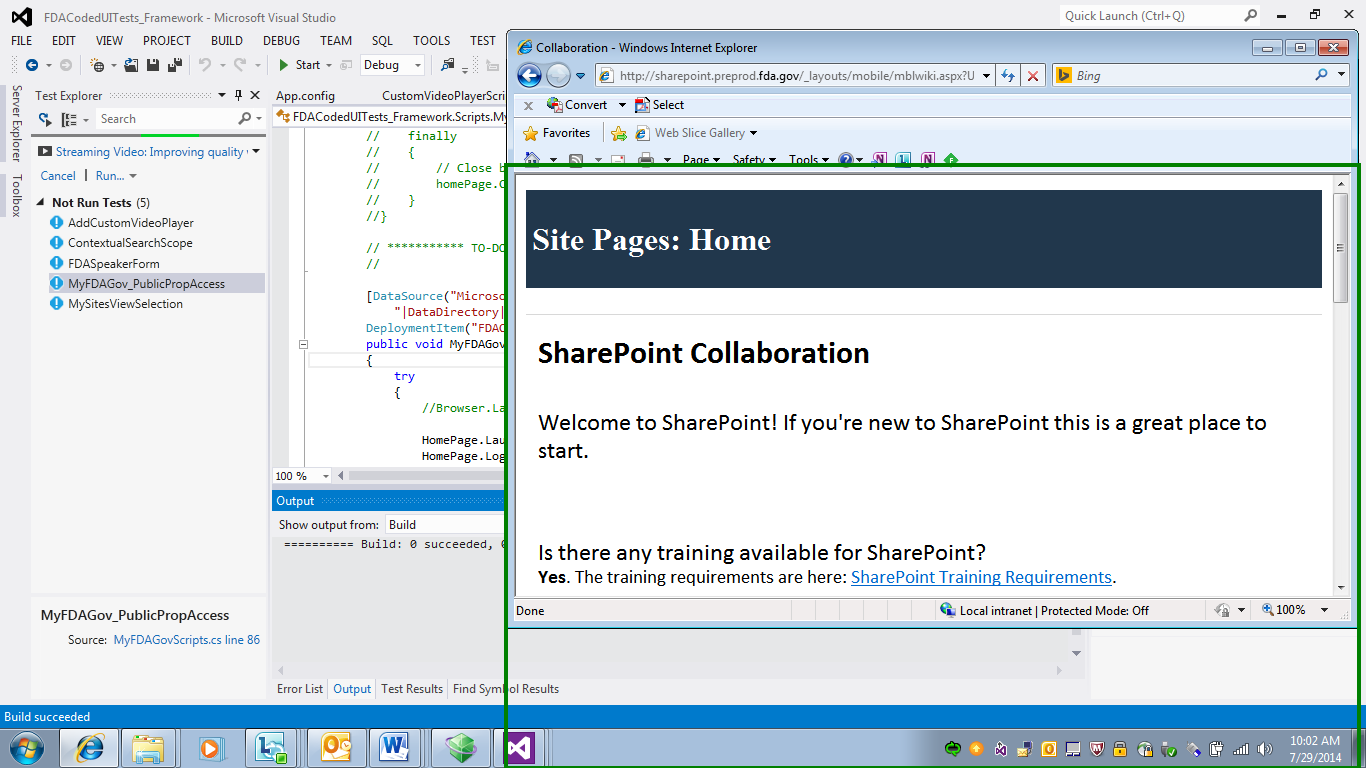 FDACodedUITests_Framework - Microsoft Visual Studio
Quick Launch (Ctrl+Q)
FILE EDIT VIEW PROJECT BUILD DEBUG TEAM SQL TOOLS TEST
Start Debug
Server Explorer
Toolbox
Test Explorer
Search
Streaming Video: Improving quality
Cancel | Run...
Not Run Tests (5)
AddCustomVideoPlayer
ContextualSearchScope
FDASpeakerForm
MyFDAGov_PublicPropAccess
MySitesViewSelection
MyFDAGov_PublicPropAccess
Source: MyFDAGovScripts.cs line 86
App.config CustomVideoPlayerScri
FDACodedUITests_Framework.Scripts.My
// finally
// {
// // Close b
// homePage.C
// }
//}
// *********** TO-DO
//
[DataSource("Microso
"|DataDirectory|
DeploymentItem("FDAC
public void MyFDAGov
{
try
{
//Browser.La
HomePage.Lau
HomePage.Log
100 %
Output
Show output from: Build
========== Build: 0 succeeded,
Error List Output Test Results Find Symbol Results
Collaboration - Windows Internet Explorer
http://sharepoint.preprod.fda.gov/_layouts/mobile/mblwiki.aspx?U
Bing
x Convert Select
Favorites Web Slice Gallery
Page Safety Tools
Site Pages: Home
SharePoint Collaboration
Welcome to SharePoint! If you're new to SharePoint this is a great place to
start.
Is there any training available for SharePoint?
Yes. The training requirements are here: SharePoint Training Requirements.
Done
Local intranet | Protected Mode: Off
100%
Build succeeded
10:02 AM
7/29/2014